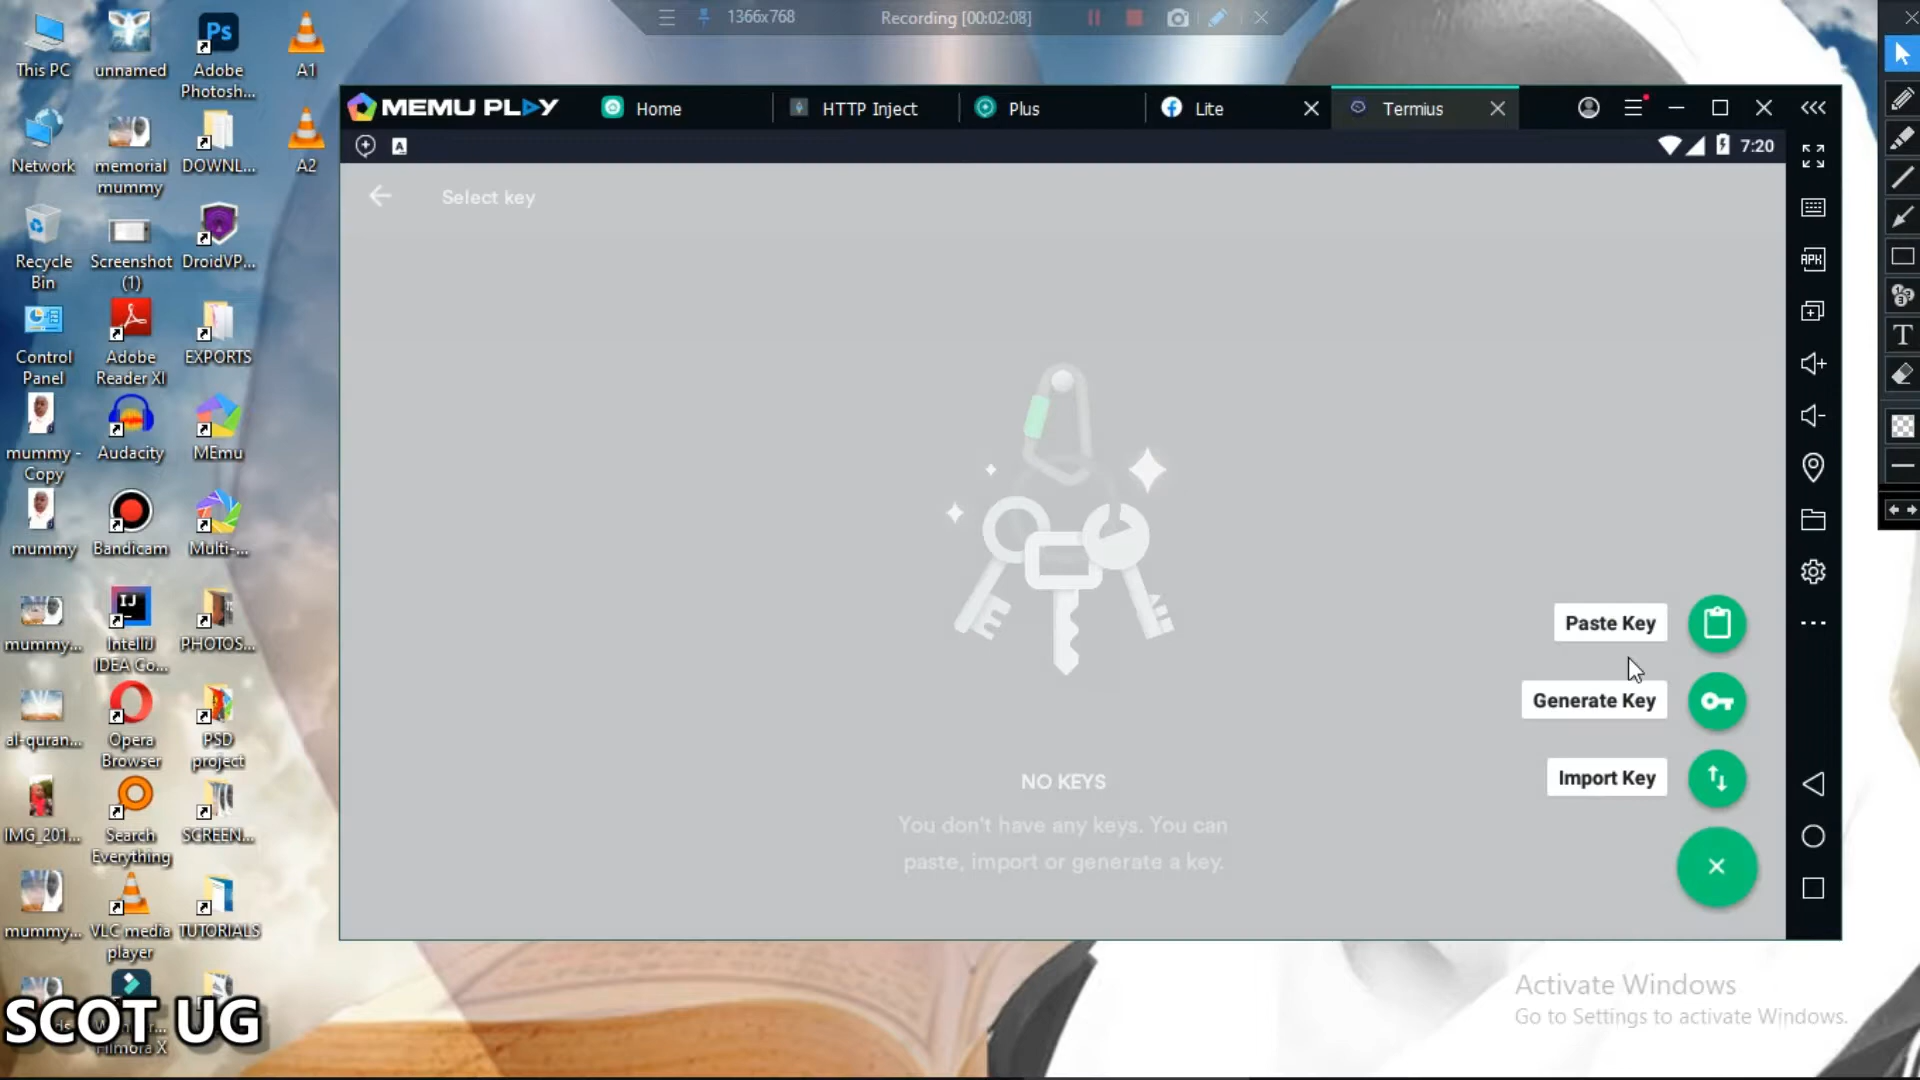 1366x768
Recording [00:02:08]
This PC
unnamed
Adobe
Photosh...
A1
Network
memorial
mummy
DOWNL...
A2
Recycle
Bin
Screenshot
(1)
DroidVP...
Control
Panel
Adobe
Reader XI
EXPORTS
mummy -
Copy
Audacity
MEmu
mummy
Bandicam
Multi-...
mummy...
IntelliJ
IDEA Co...
PHOTOS...
al-quran...
Opera
Browser
PSD
project
IMG_201...
Search
Everything
SCREEN...
mummy...
VLC media
player
TUTORIALS
Filmora X
SCOT UG
MEMU PLAY
Home
HTTP Inject
Plus
Lite
Termius
7:20
Select key
APK
Paste Key
Generate Key
Import Key
NO KEYS
You don't have any keys. You can
paste, import or generate a key.
Activate Windows
Go to Settings to activate Windows.